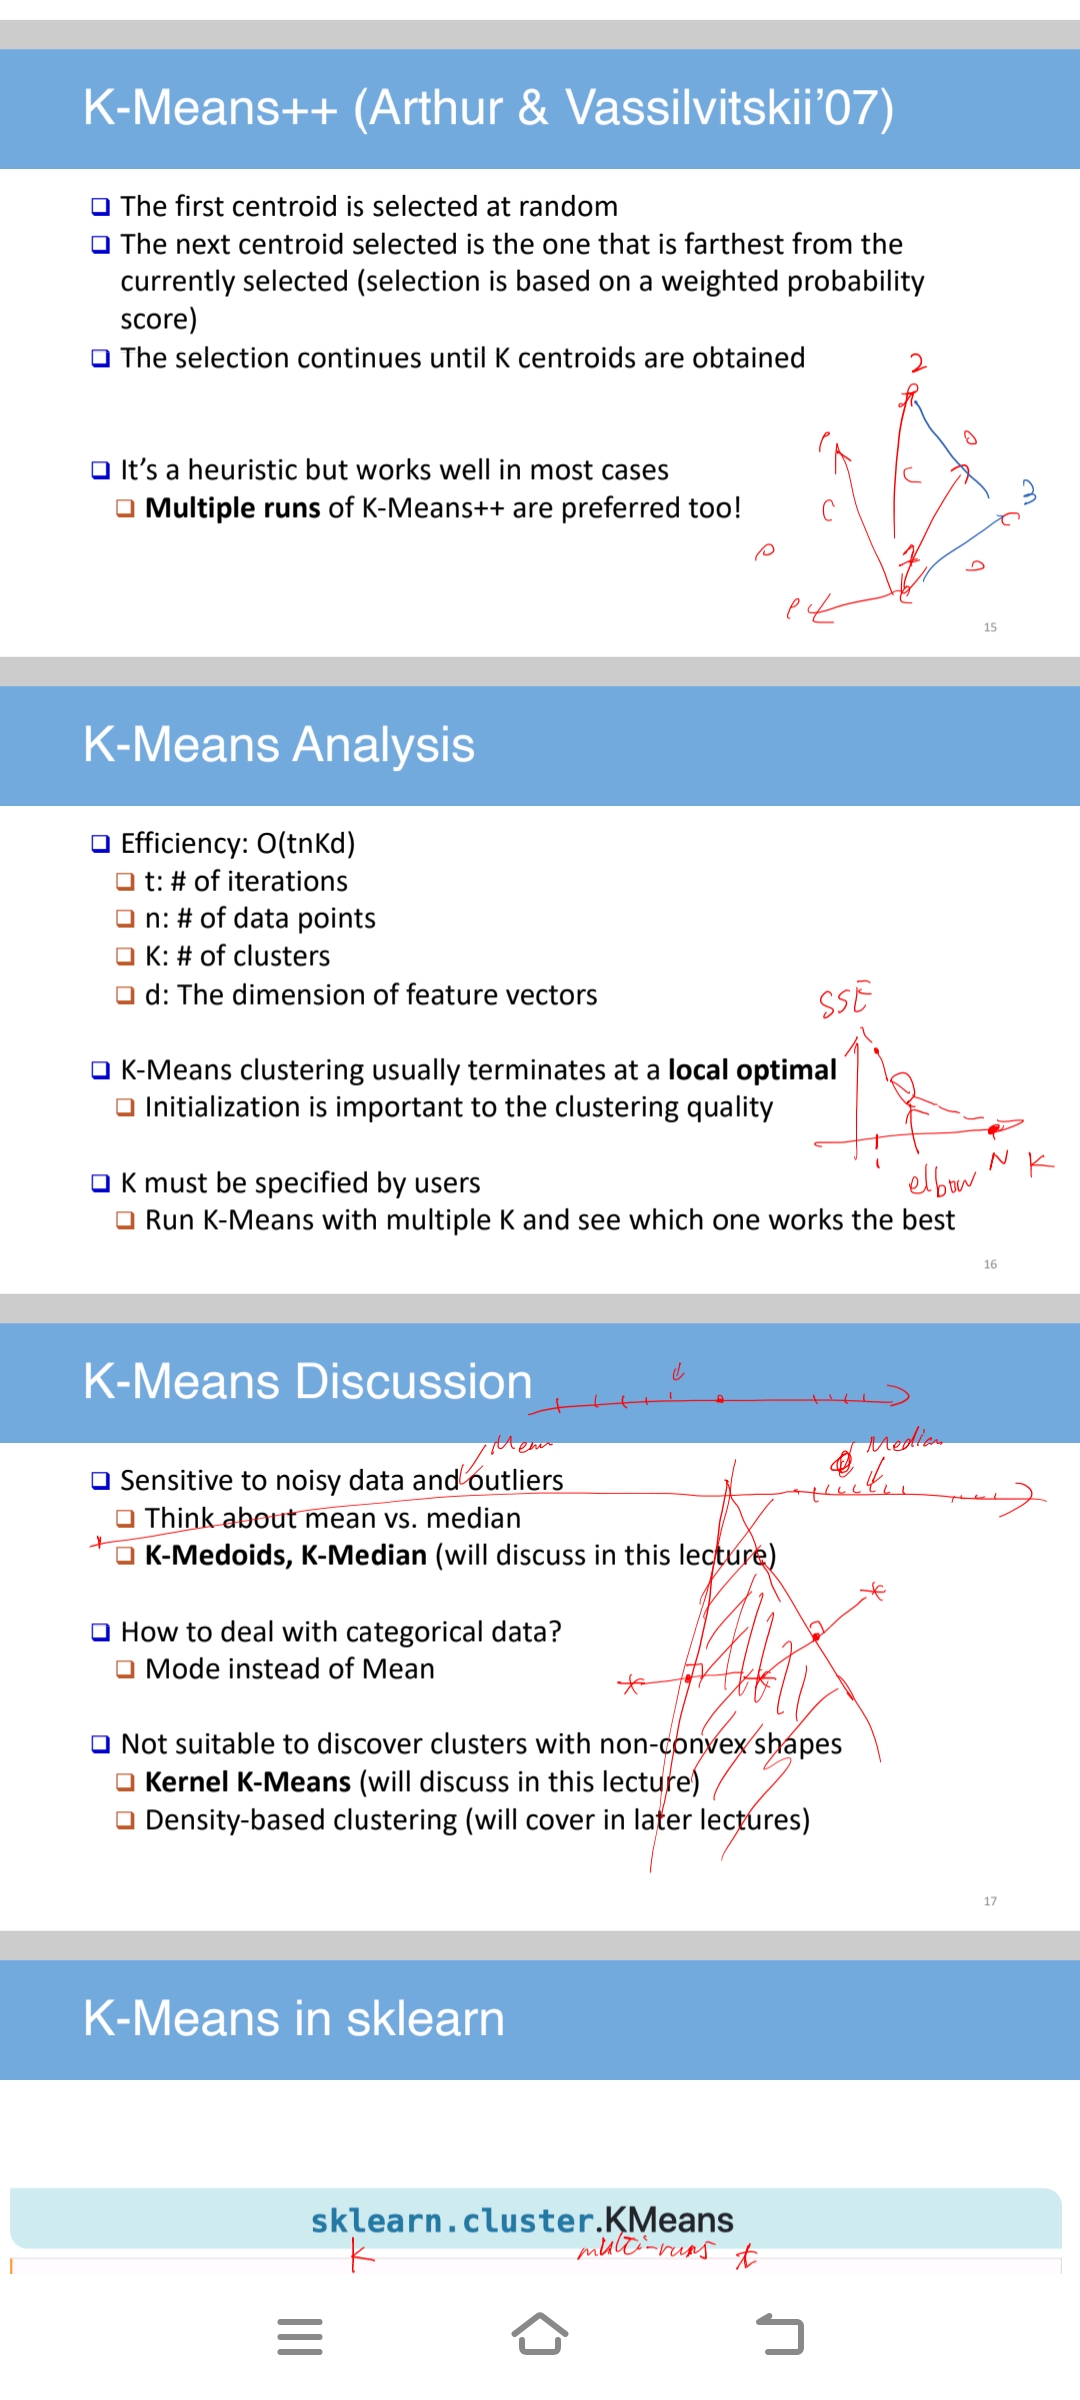 K-Means++ (Arthur & Vassilvitskii’07)
The first centroid is selected at random
The next centroid selected is the one that is farthest from the
currently selected (selection is based on a weighted probability
score)
The selection continues until K centroids are obtained
2
It’s a heuristic but works well in most cases
3
Multiple runs of K-Means++ are preferred too!
15
K-Means Analysis
Efficiency: O(tnKd)
t: # of iterations
n: # of data points
K: # of clusters
d: The dimension of feature vectors
SSE
K-Means clustering usually terminates at a local optimal
Initialization is important to the clustering quality
N K
elbow
K must be specified by users
Run K-Means with multiple K and see which one works the best
16
K-Means Discussion
Mean
Median
Sensitive to noisy data and outliers
Think about mean vs. median
K-Medoids, K-Median (will discuss in this lecture)
How to deal with categorical data?
Mode instead of Mean
Not suitable to discover clusters with non-convex shapes
Kernel K-Means (will discuss in this lecture)
Density-based clustering (will cover in later lectures)
17
K-Means in sklearn
sklearn.cluster.KMeans
k multi-runs t